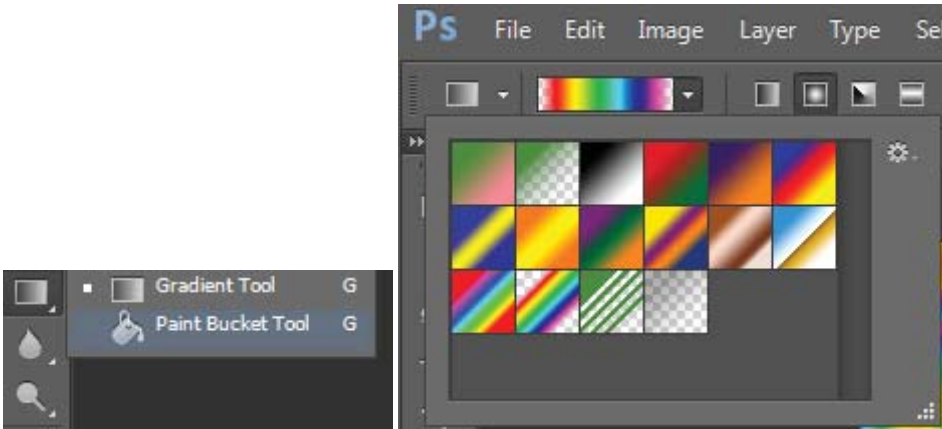 Ps File Edit Image Layer Type Se
Gradient Tool G
Paint Bucket Tool G